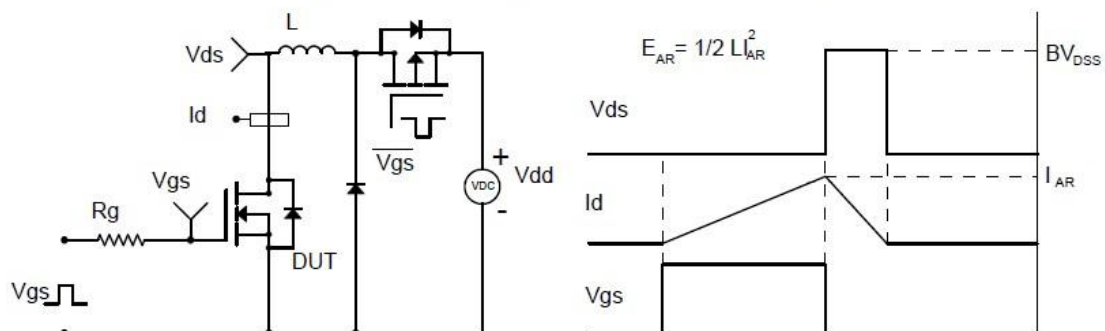 L
Vds
Id
Vgs
Rg
Vgs
DUT
Vgs
+
VDC
Vdd
-
E_AR = 1/2 LI²_AR
BV_DSS
Vds
I_AR
Id
Vgs